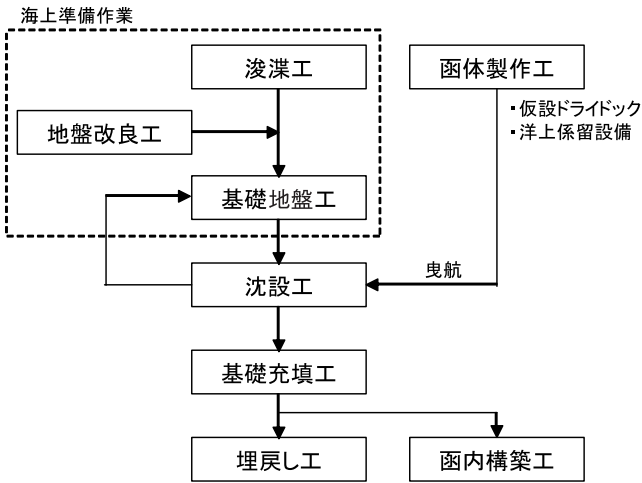 海上準備作業
浚渫工
函体製作工
・仮設ドライドック
・洋上係留設備
地盤改良工
基礎地盤工
曳航
沈設工
基礎充填工
埋戻し工
函内構築工